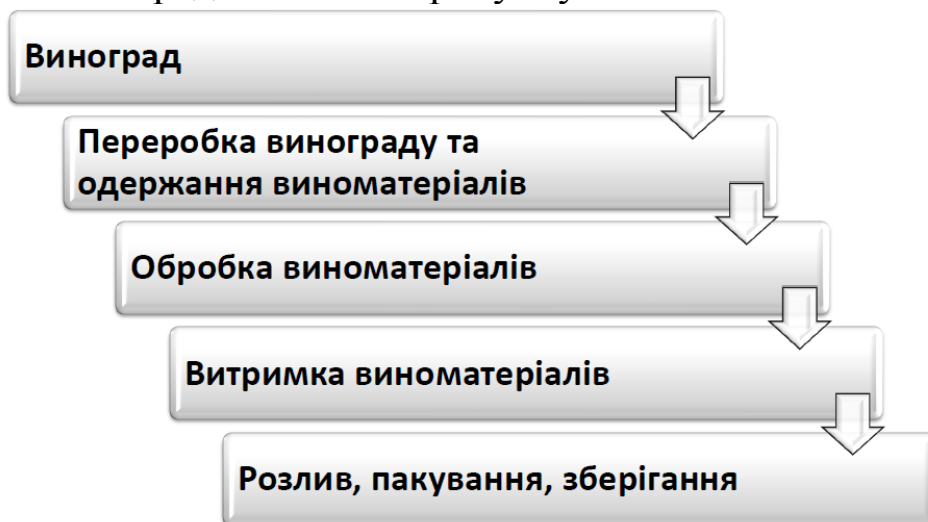 Виноград
Переробка винограду та
одержання виноматеріалів
Обробка виноматеріалів
Витримка виноматеріалів
Розлив, пакування, зберігання